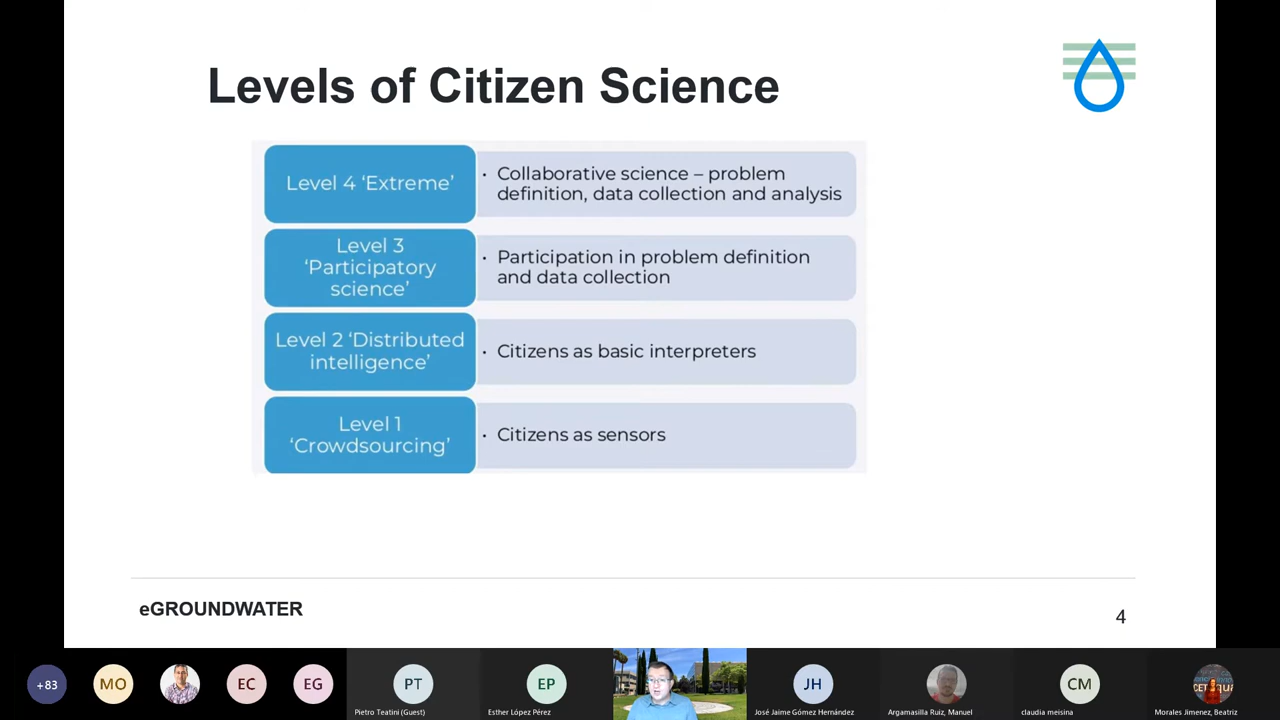 Levels of Citizen Science
Level 4 ‘Extreme’
• Collaborative science – problem
definition, data collection and analysis
Level 3
‘Participatory
science’
• Participation in problem definition
and data collection
Level 2 ‘Distributed
intelligence’
• Citizens as basic interpreters
Level 1
‘Crowdsourcing’
• Citizens as sensors
eGROUNDWATER
4
+83
MO
EC
EG
PT
Pietro Teatini (Guest)
EP
Esther López Pérez
JH
José Jaime Gómez Hernández
Argamasilla Ruiz, Manuel
CM
claudia meisina
Morales Jimenez, Beatriz